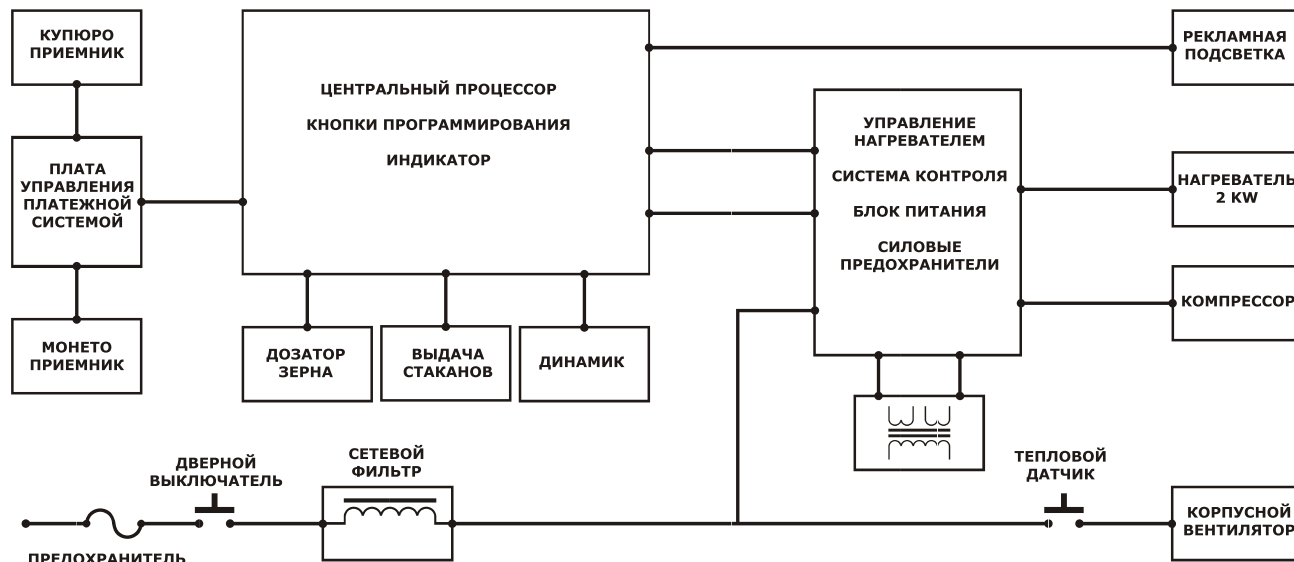 КУПЮРО
ПРИЕМНИК
ПЛАТА
УПРАВЛЕНИЯ
ПЛАТЕЖНОЙ
СИСТЕМОЙ
МОНЕТО
ПРИЕМНИК
ЦЕНТРАЛЬНЫЙ ПРОЦЕССОР
КНОПКИ ПРОГРАММИРОВАНИЯ
ИНДИКАТОР
ДОЗАТОР
ЗЕРНА
ВЫДАЧА
СТАКАНОВ
ДИНАМИК
УПРАВЛЕНИЕ
НАГРЕВАТЕЛЕМ
СИСТЕМА КОНТРОЛЯ
БЛОК ПИТАНИЯ
СИЛОВЫЕ
ПРЕДОХРАНИТЕЛИ
РЕКЛАМНАЯ
ПОДСВЕТКА
НАГРЕВАТЕЛЬ
2 KW
КОМПРЕССОР
ДВЕРНОЙ
ВЫКЛЮЧАТЕЛЬ
СЕТЕВОЙ
ФИЛЬТР
ТЕПЛОВОЙ
ДАТЧИК
КОРПУСНОЙ
ВЕНТИЛЯТОР
ПРЕДОХРАНИТЕЛЬ